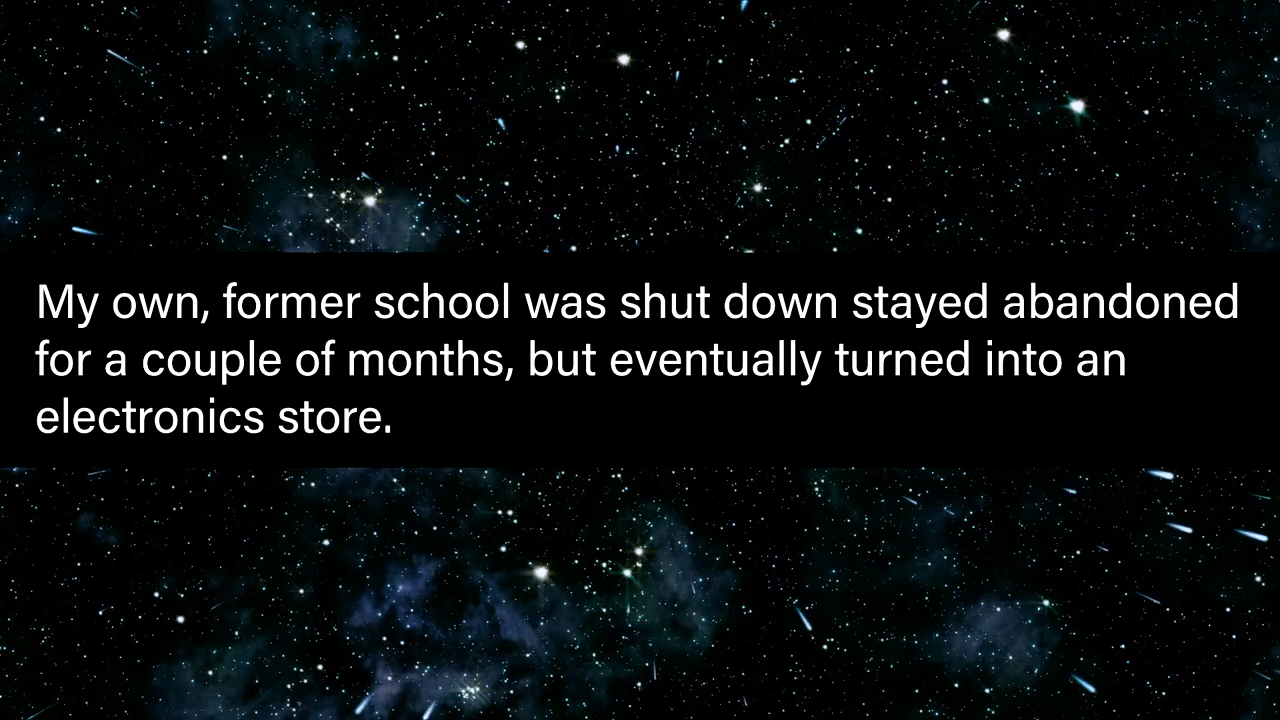 My own, former school was shut down stayed abandoned
for a couple of months, but eventually turned into an
electronics store.